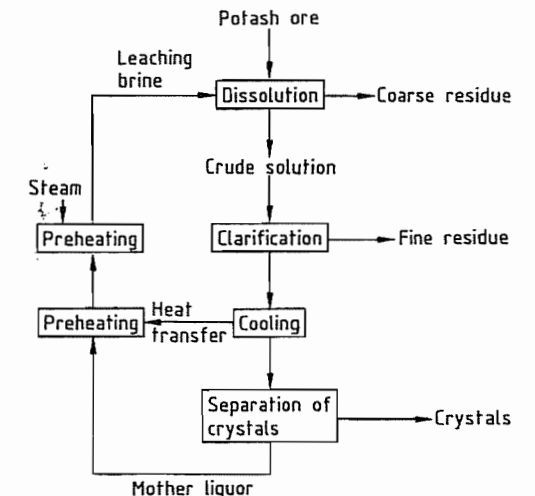 Potash ore
Leaching
brine
Dissolution
Coarse residue
Crude solution
Steam
Preheating
Clarification
Fine residue
Preheating
Heat
transfer
Cooling
Separation of
crystals
Crystals
Mother liquor